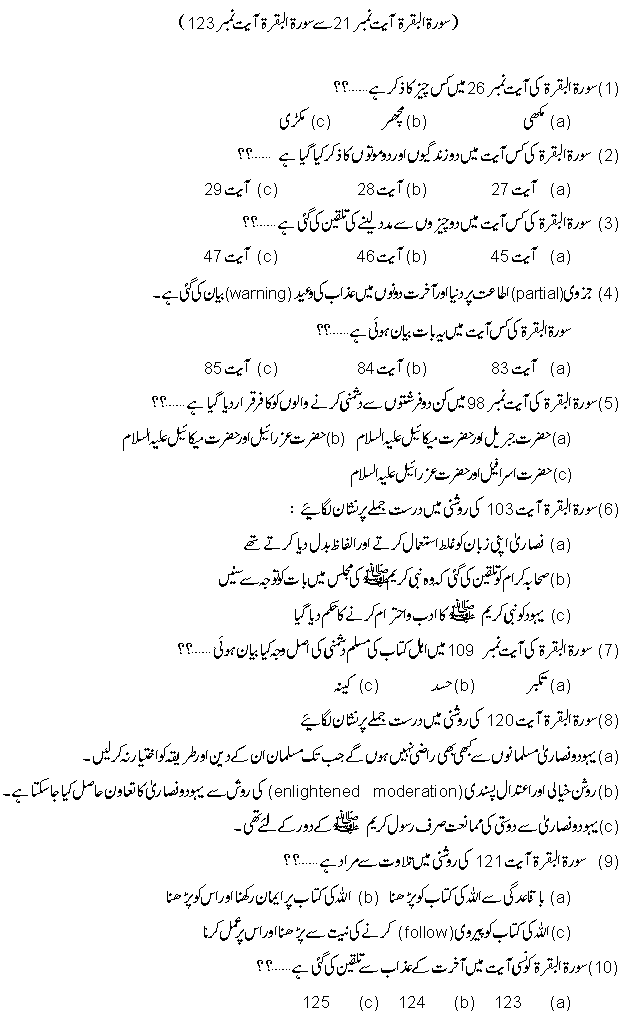 ( سورۃ البقرۃ آیت نمبر 21 سے سورۃ البقرۃ آیت نمبر 123 )
(1) سورۃ البقرۃ کی آیت نمبر 26 میں کس چیز کا ذکر ہے ......؟؟
(a) مکھی (b) مچھر (c) مکڑی
(2) سورۃ البقرۃ کی کس آیت میں دو زندگیوں اور دو موتوں کا ذکر کیا گیا ہے ......؟؟
(a) آیت 27 (b) آیت 28 (c) آیت 29
(3) سورۃ البقرۃ کی کس آیت میں دو چیزوں سے مدد لینے کی تلقین کی گئی ہے ......؟؟
(a) آیت 45 (b) آیت 46 (c) آیت 47
(4) جزوی (partial) اطاعت پر دنیا اور آخرت دونوں میں عذاب کی وعید (warning) بیان کی گئی ہے ۔
سورۃ البقرۃ کی کس آیت میں یہ بات بیان ہوئی ہے ......؟؟
(a) آیت 83 (b) آیت 84 (c) آیت 85
(5) سورۃ البقرۃ کی آیت نمبر 98 میں کن دو فرشتوں سے دشمنی کرنے والوں کو کافر قرار دیا گیا ہے ......؟؟
(a) حضرت جبریل اور حضرت میکائیل علیہ السلام (b) حضرت عزرائیل اور حضرت میکائیل علیہ السلام
(c) حضرت اسرافیل اور حضرت عزرائیل علیہ السلام
(6) سورۃ البقرۃ آیت 103 کی روشنی میں درست جملے پر نشان لگائیے :
(a) نصاریٰ اپنی زبان کو غلط استعمال کرتے اور الفاظ بدل دیا کرتے تھے
(b) صحابہ کرام کو تلقین کی گئی کہ وہ نبی کریم ﷺ کی مجلس میں بات کو توجہ سے سنیں
(c) یہود کو نبی کریم ﷺ کا ادب و احترام کرنے کا حکم دیا گیا
(7) سورۃ البقرۃ کی آیت نمبر 109 میں اہل کتاب کی مسلم دشمنی کی اصل وجہ کیا بیان ہوئی ......؟؟
(a) تکبر (b) حسد (c) کینہ
(8) سورۃ البقرۃ آیت 120 کی روشنی میں درست جملے پر نشان لگائیے
(a) یہود و نصاریٰ مسلمانوں سے کبھی بھی راضی نہیں ہوں گے جب تک مسلمان ان کے دین اور طریقہ کو اختیار نہ کرلیں ۔
(b) روشن خیالی اور اعتدال پسندی (enlightened moderation) کی روش سے یہود و نصاریٰ کا تعاون حاصل کیا جا سکتا ہے ۔
(c) یہود و نصاریٰ سے دوستی کی ممانعت صرف رسول کریم ﷺ کے دور کے لئے تھی ۔
(9) سورۃ البقرۃ آیت 121 کی روشنی میں تلاوت سے مراد ہے ......؟؟
(a) باقاعدگی سے اللہ کی کتاب کو پڑھنا (b) اللہ کی کتاب پر ایمان رکھنا اور اس کو پڑھنا
(c) اللہ کی کتاب کو پیروی (follow) کرنے کی نیت سے پڑھنا اور اس پر عمل کرنا
(10) سورۃ البقرۃ کونسی آیت میں آخرت کے عذاب سے تلقین کی گئی ہے ......؟؟
(a) 123 (b) 124 (c) 125